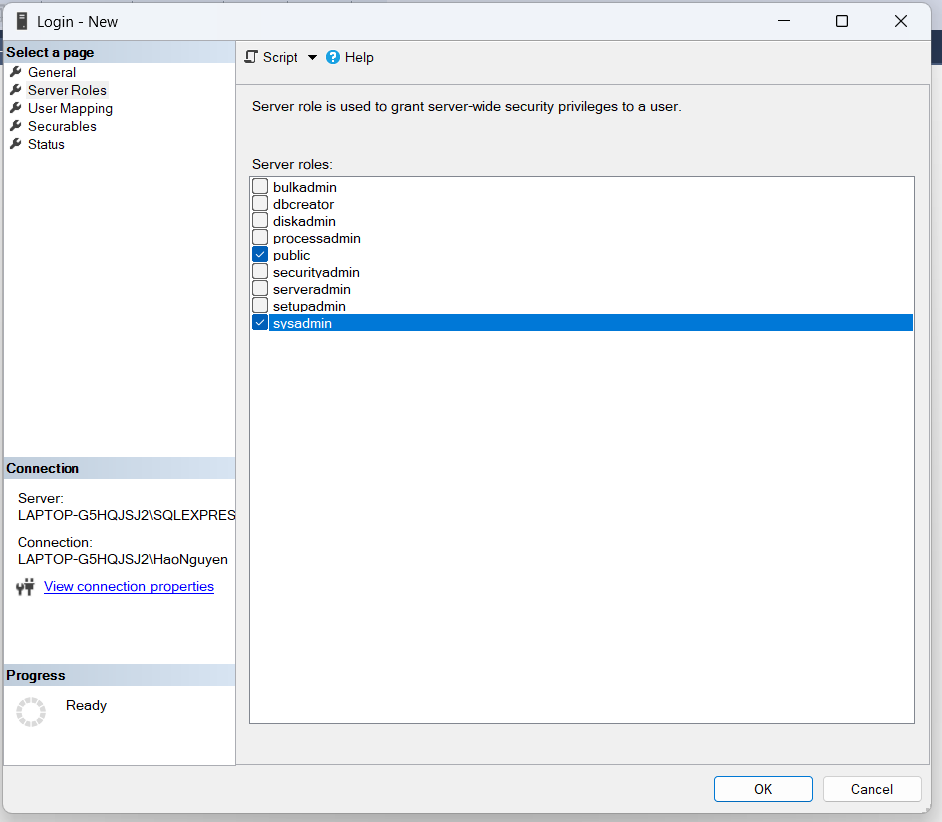 Login - New
Select a page
General
Server Roles
User Mapping
Securables
Status
Script
Help
Server role is used to grant server-wide security privileges to a user.
Server roles:
bulkadmin
dbcreator
diskadmin
processadmin
public
securityadmin
serveradmin
setupadmin
sysadmin
Connection
Server:
LAPTOP-G5HQJSJ2\SQLEXPRES
Connection:
LAPTOP-G5HQJSJ2\HaoNguyen
View connection properties
Progress
Ready
OK
Cancel